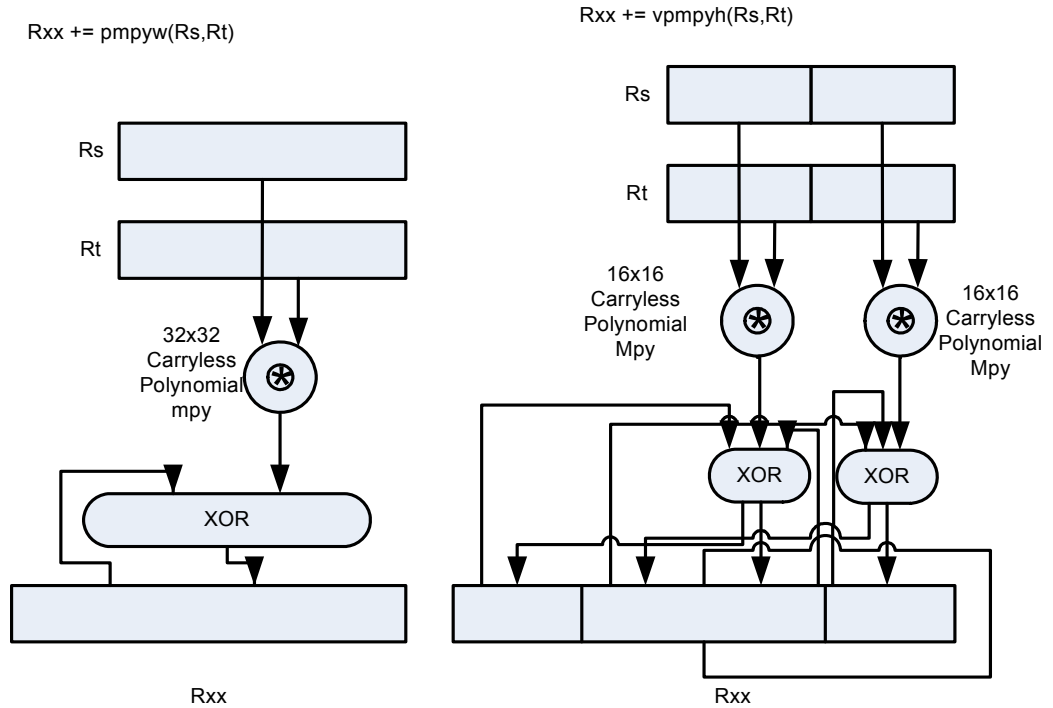 Rxx += pmpyw(Rs,Rt)
Rs
Rt
32x32
Carryless
Polynomial
mpy
XOR
Rxx
Rxx += vpmpyh(Rs,Rt)
Rs
Rt
16x16
Carryless
Polynomial
Mpy
16x16
Carryless
Polynomial
Mpy
XOR
XOR
Rxx